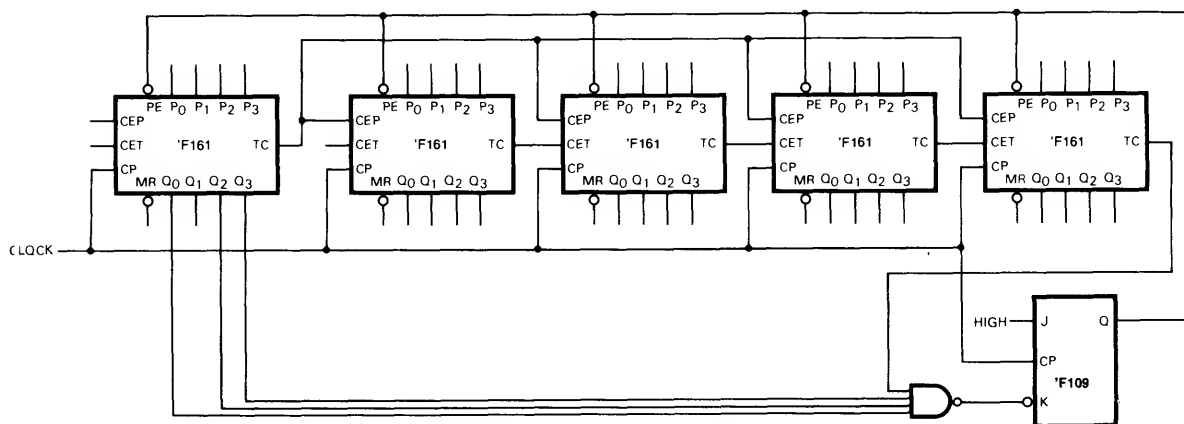 PE P0 P1 P2 P3
CEP
CET 'F161 TC
CP
MR Q0 Q1 Q2 Q3
PE P0 P1 P2 P3
CEP
CET 'F161 TC
CP
MR Q0 Q1 Q2 Q3
PE P0 P1 P2 P3
CEP
CET 'F161 TC
CP
MR Q0 Q1 Q2 Q3
PE P0 P1 P2 P3
CEP
CET 'F161 TC
CP
MR Q0 Q1 Q2 Q3
PE P0 P1 P2 P3
CEP
CET 'F161 TC
CP
MR Q0 Q1 Q2 Q3
CLOCK
HIGH J Q
CP
'F109
K